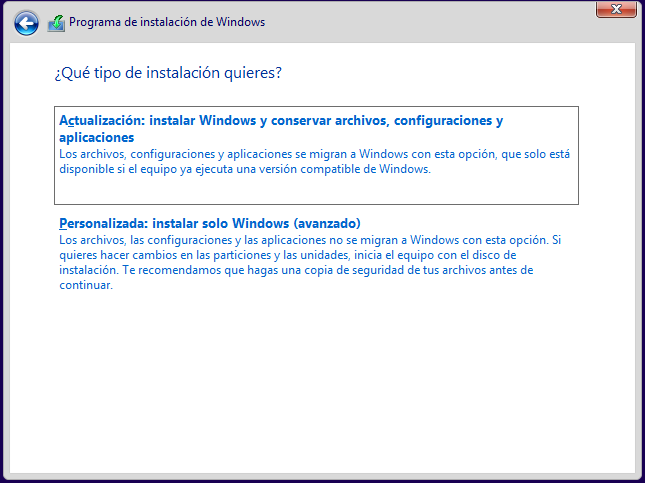 Programa de instalación de Windows
¿Qué tipo de instalación quieres?
Actualización: instalar Windows y conservar archivos, configuraciones y
aplicaciones
Los archivos, configuraciones y aplicaciones se migran a Windows con esta opción, que solo está
disponible si el equipo ya ejecuta una versión compatible de Windows.
Personalizada: instalar solo Windows (avanzado)
Los archivos, las configuraciones y las aplicaciones no se migran a Windows con esta opción. Si
quieres hacer cambios en las particiones y las unidades, inicia el equipo con el disco de
instalación. Te recomendamos que hagas una copia de seguridad de tus archivos antes de
continuar.